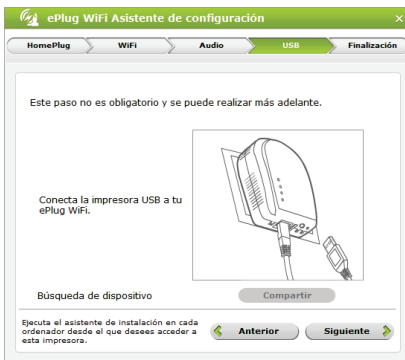 ePlug WiFi Asistente de configuración
HomePlug
WiFi
Audio
USB
Finalización
Este paso no es obligatorio y se puede realizar más adelante.
Conecta la impresora USB a tu
ePlug WiFi.
Búsqueda de dispositivo
Compartir
Ejecuta el asistente de instalación en cada
ordenador desde el que desees acceder a
esta impresora.
Anterior
Siguiente